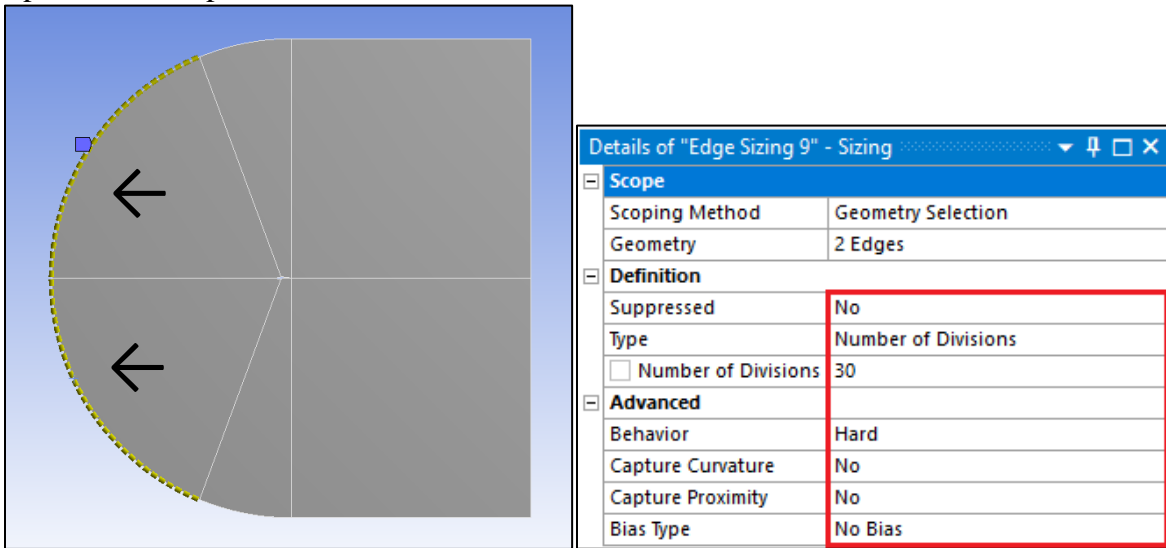 Details of "Edge Sizing 9" - Sizing
Scope
Scoping Method Geometry Selection
Geometry 2 Edges
Definition
Suppressed No
Type Number of Divisions
Number of Divisions 30
Advanced
Behavior Hard
Capture Curvature No
Capture Proximity No
Bias Type No Bias